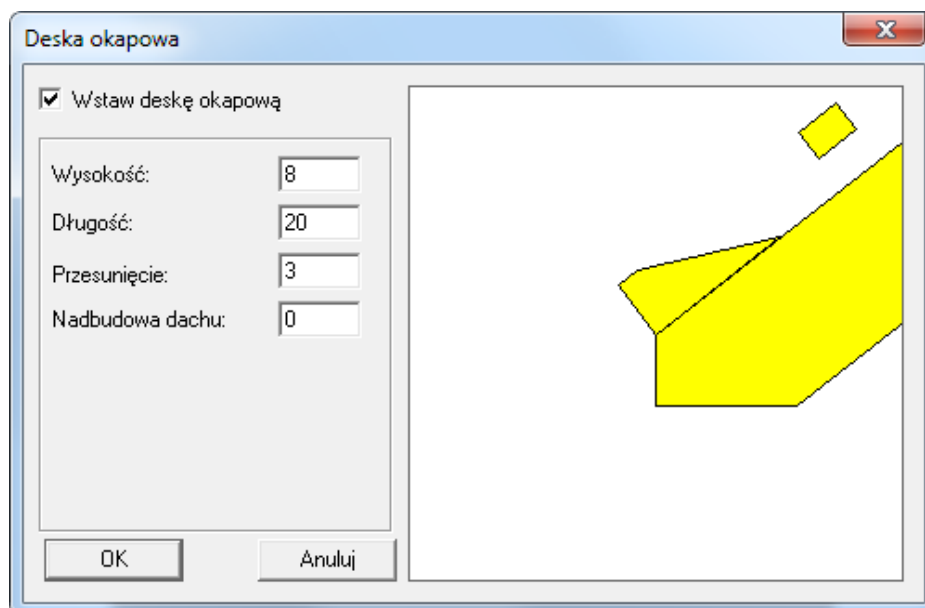 Deska okapowa
Wstaw deskę okapową
Wysokość: 8
Długość: 20
Przesunięcie: 3
Nadbudowa dachu: 0
OK Anuluj